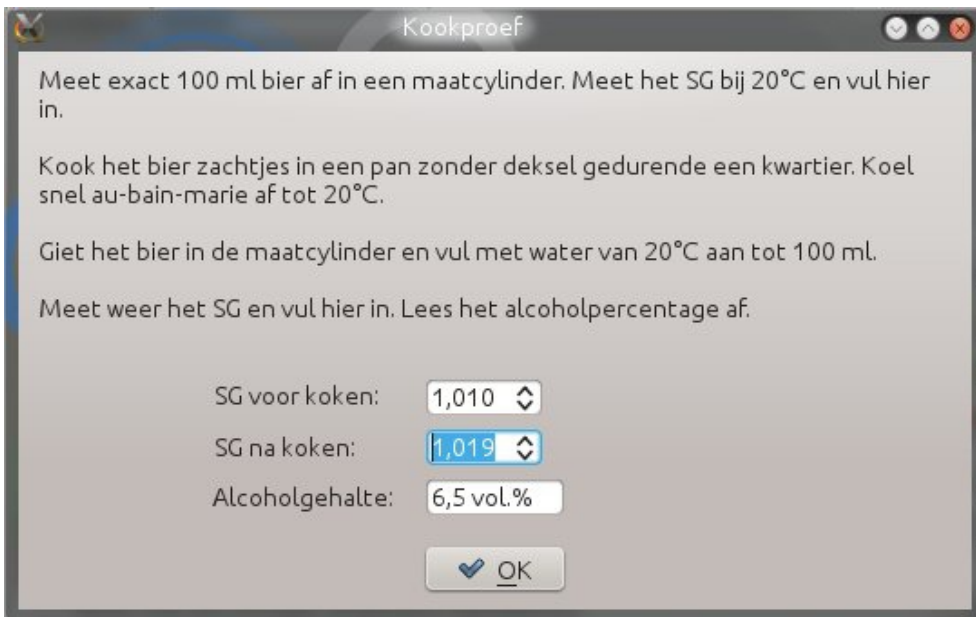 Kookproef
Meet exact 100 ml bier af in een maatcylinder. Meet het SG bij 20°C en vul hier
in.
Kook het bier zachtjes in een pan zonder deksel gedurende een kwartier. Koel
snel au-bain-marie af tot 20°C.
Giet het bier in de maatcylinder en vul met water van 20°C aan tot 100 ml.
Meet weer het SG en vul hier in. Lees het alcoholpercentage af.
SG voor koken: 1,010
SG na koken: 1,019
Alcoholgehalte: 6,5 vol.%
OK